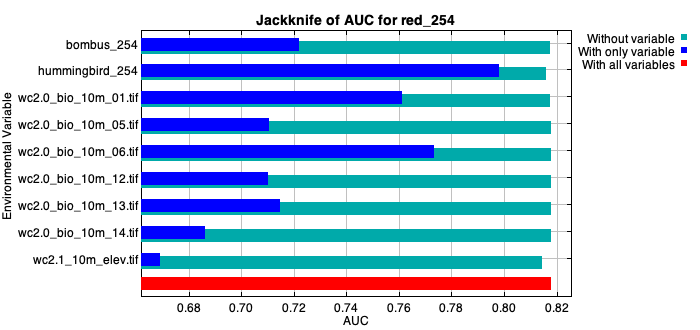 Jackknife of AUC for red_254
Without variable
With only variable
With all variables
Environmental Variable
bombus_254
hummingbird_254
wc2.0_bio_10m_01.tif
wc2.0_bio_10m_05.tif
wc2.0_bio_10m_06.tif
wc2.0_bio_10m_12.tif
wc2.0_bio_10m_13.tif
wc2.0_bio_10m_14.tif
wc2.1_10m_elev.tif
0.68 0.70 0.72 0.74 0.76 0.78 0.80 0.82
AUC